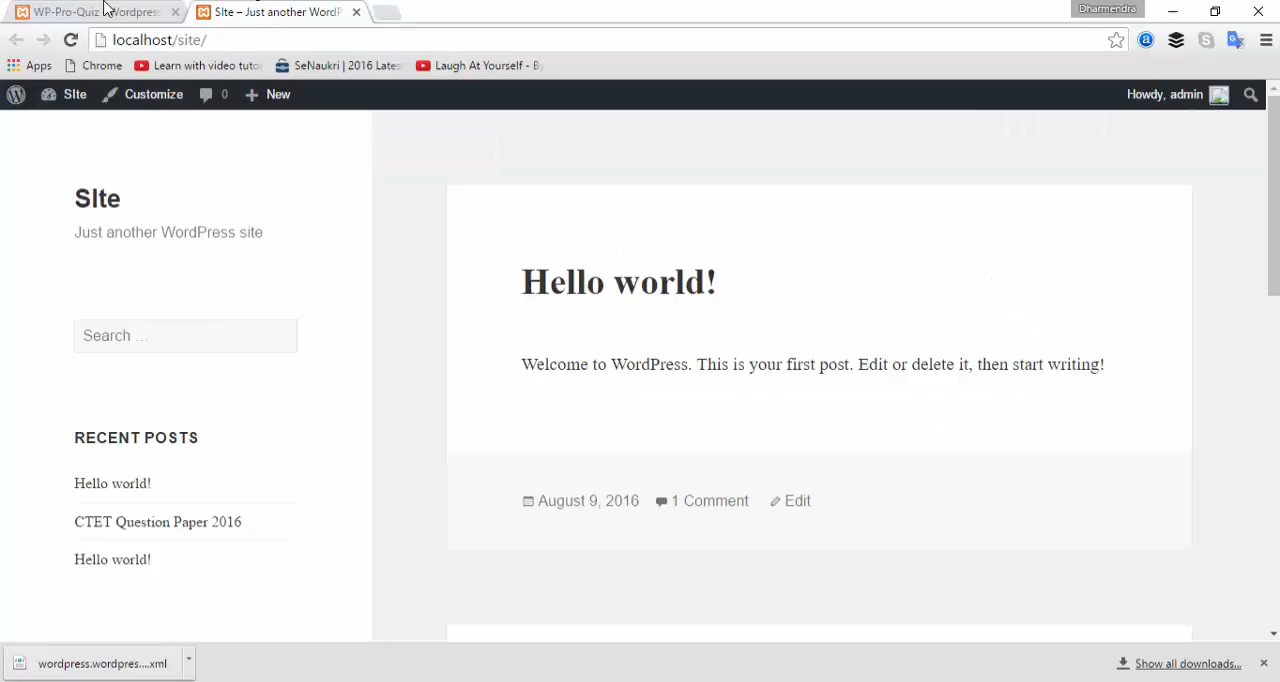 WP-Pro-Quiz Wordpress
SIte – Just another WordP
Dharmendra
localhost/site/
Apps
Chrome
Learn with video tuto
SeNaukri | 2016 Lates
Laugh At Yourself - By
SIte
Customize
0
New
Howdy, admin
SIte
Just another WordPress site
Search …
RECENT POSTS
Hello world!
CTET Question Paper 2016
Hello world!
Hello world!
Welcome to WordPress. This is your first post. Edit or delete it, then start writing!
August 9, 2016
1 Comment
Edit
wordpress.wordpres....xml
Show all downloads...